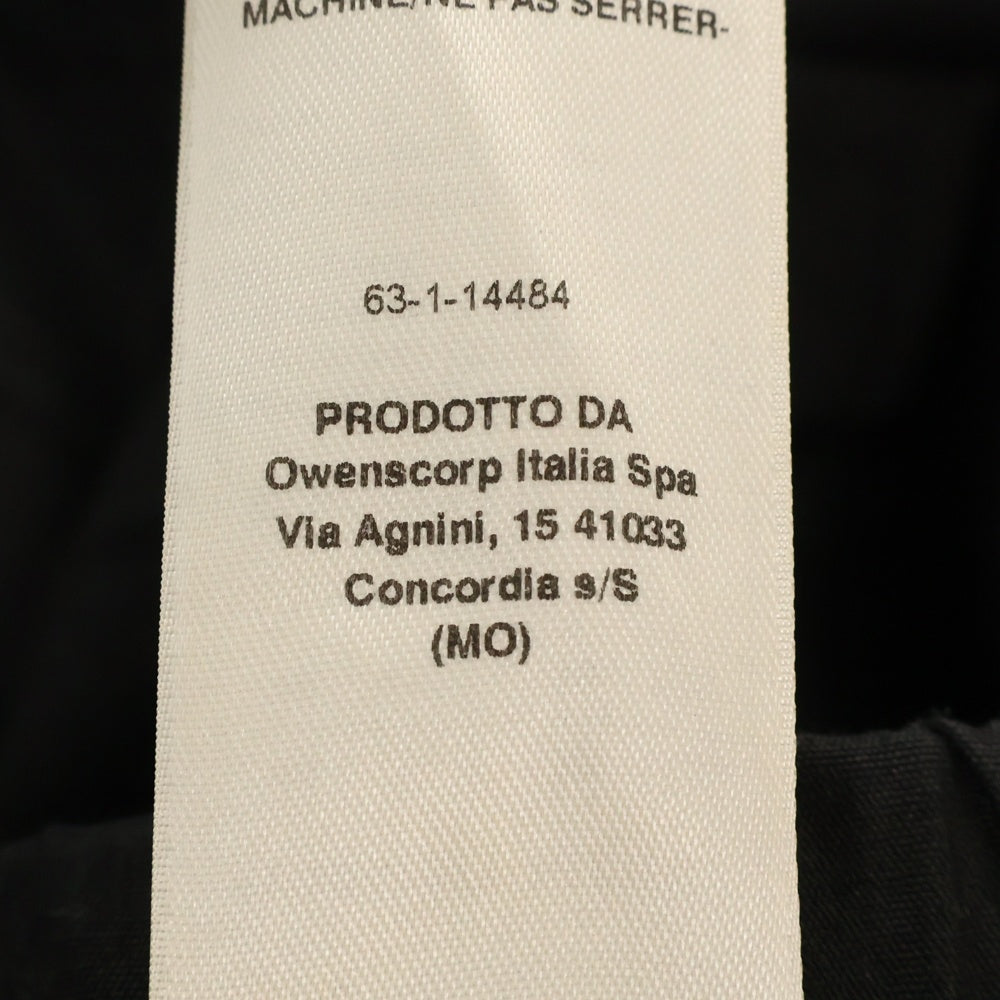 MACHINE/NE PAS SERRER-
63-1-14484
PRODOTTO DA
Owenscorp Italia Spa
Via Agnini, 15 41033
Concordia s/S
(MO)